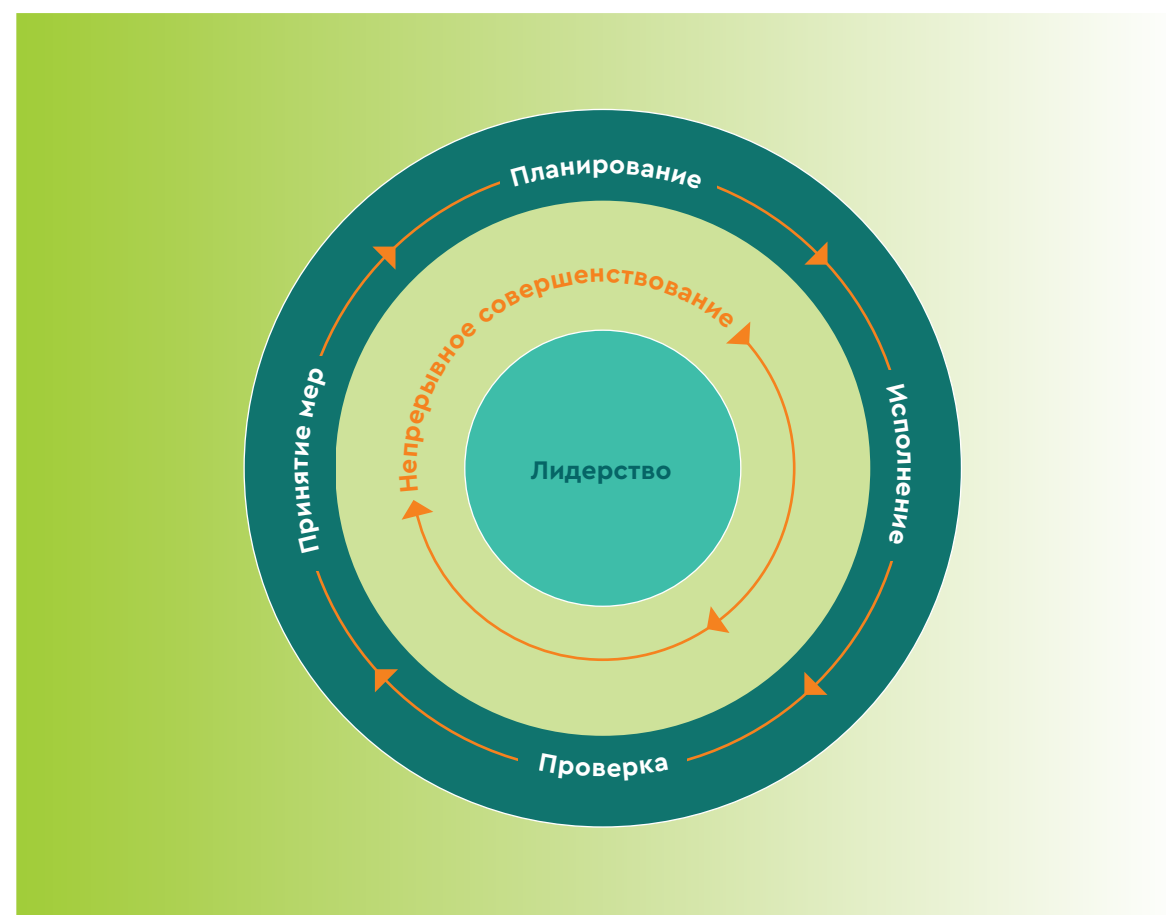 Планирование
Исполнение
Проверка
Принятие мер
Непрерывное совершенствование
Лидерство